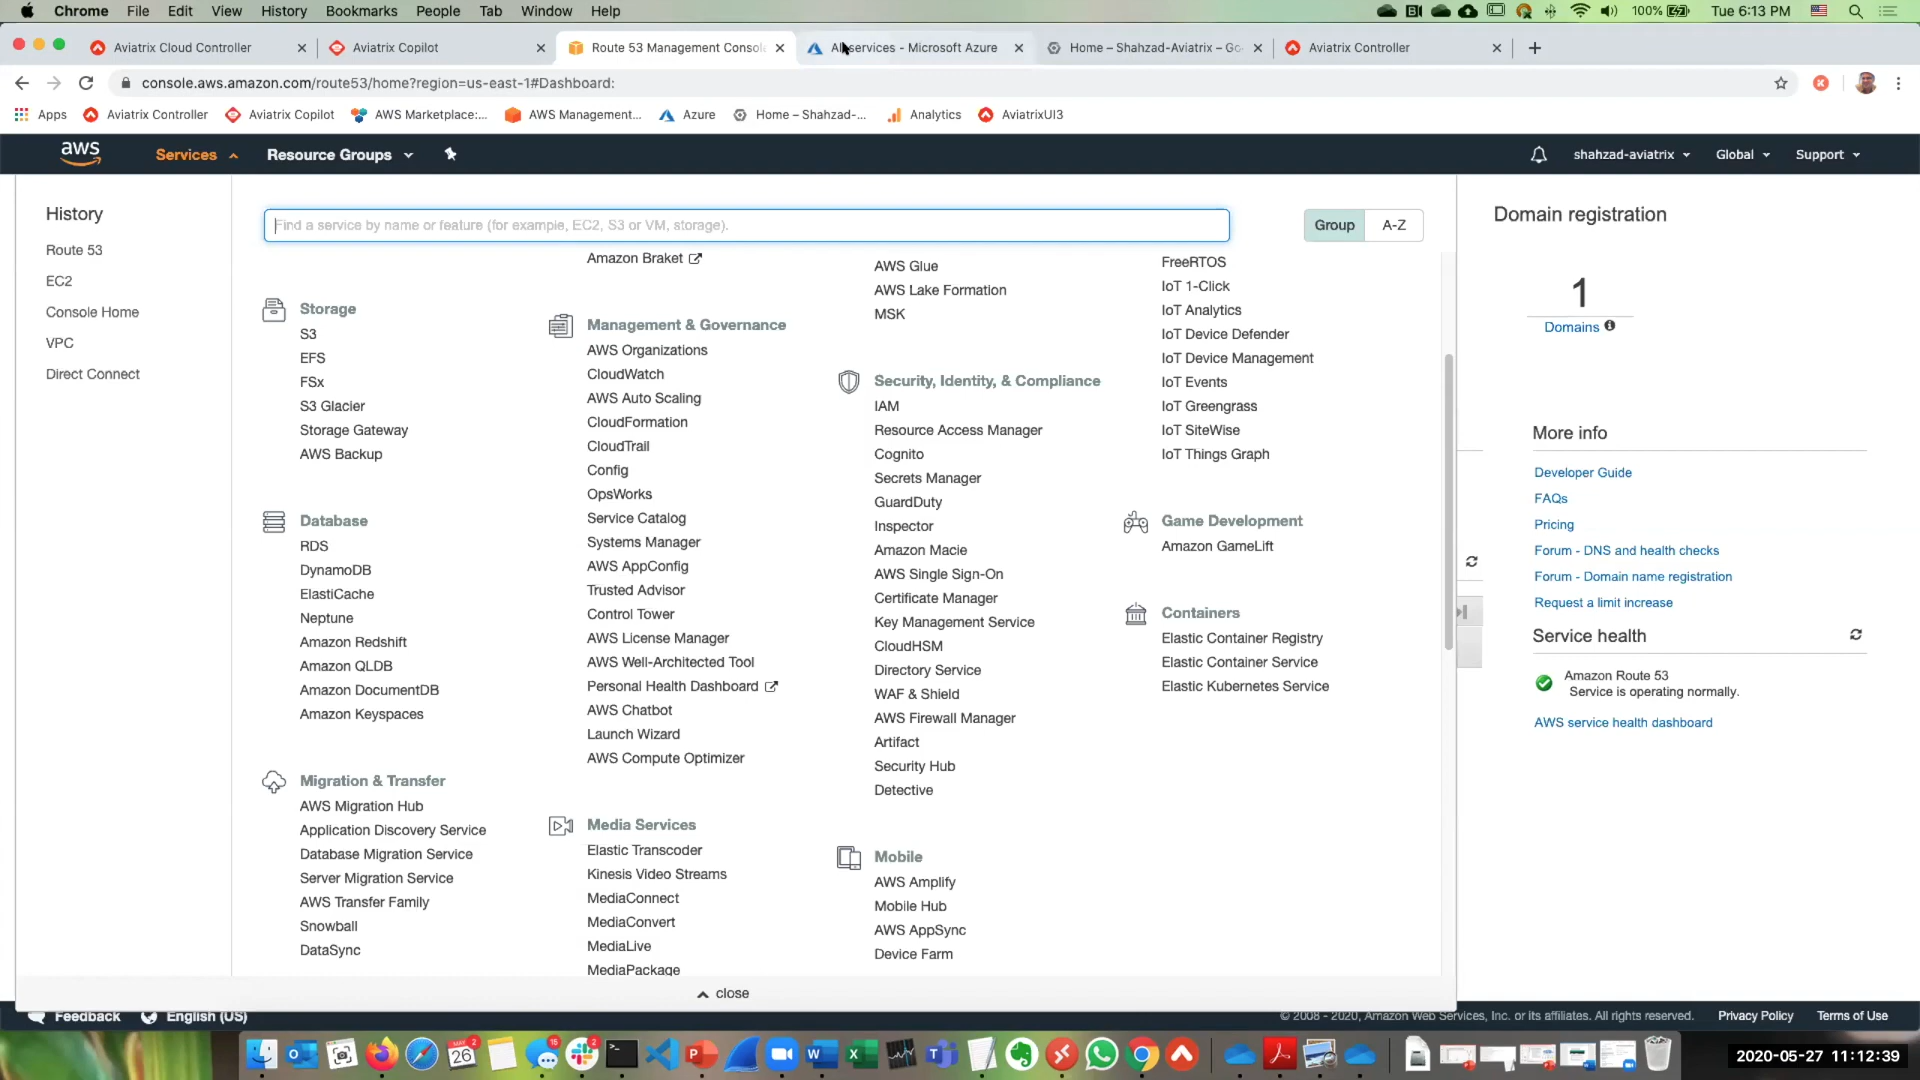 Chrome File Edit View History Bookmarks People Tab Window Help 100% Tue 6:13 PM
Aviatrix Cloud Controller Aviatrix Copilot Route 53 Management Consol services - Microsoft Azure Home – Shahzad-Aviatrix – Go Aviatrix Controller
console.aws.amazon.com/route53/home?region=us-east-1#Dashboard:
Apps Aviatrix Controller Aviatrix Copilot AWS Marketplace:... AWS Management... Azure Home – Shahzad-... Analytics AviatrixUI3
aws Services Resource Groups shahzad-aviatrix Global Support
History
Route 53
EC2
Console Home
VPC
Direct Connect
Find a service by name or feature (for example, EC2, S3 or VM, storage).
Group A-Z
Storage
S3
EFS
FSx
S3 Glacier
Storage Gateway
AWS Backup
Database
RDS
DynamoDB
ElastiCache
Neptune
Amazon Redshift
Amazon QLDB
Amazon DocumentDB
Amazon Keyspaces
Migration & Transfer
AWS Migration Hub
Application Discovery Service
Database Migration Service
Server Migration Service
AWS Transfer Family
Snowball
DataSync
Amazon Braket
Management & Governance
AWS Organizations
CloudWatch
AWS Auto Scaling
CloudFormation
CloudTrail
Config
OpsWorks
Service Catalog
Systems Manager
AWS AppConfig
Trusted Advisor
Control Tower
AWS License Manager
AWS Well-Architected Tool
Personal Health Dashboard
AWS Chatbot
Launch Wizard
AWS Compute Optimizer
Media Services
Elastic Transcoder
Kinesis Video Streams
MediaConnect
MediaConvert
MediaLive
MediaPackage
AWS Glue
AWS Lake Formation
MSK
Security, Identity, & Compliance
IAM
Resource Access Manager
Cognito
Secrets Manager
GuardDuty
Inspector
Amazon Macie
AWS Single Sign-On
Certificate Manager
Key Management Service
CloudHSM
Directory Service
WAF & Shield
AWS Firewall Manager
Artifact
Security Hub
Detective
Mobile
AWS Amplify
Mobile Hub
AWS AppSync
Device Farm
FreeRTOS
IoT 1-Click
IoT Analytics
IoT Device Defender
IoT Device Management
IoT Events
IoT Greengrass
IoT SiteWise
IoT Things Graph
Game Development
Amazon GameLift
Containers
Elastic Container Registry
Elastic Container Service
Elastic Kubernetes Service
close
Domain registration
1
Domains
More info
Developer Guide
FAQs
Pricing
Forum - DNS and health checks
Forum - Domain name registration
Request a limit increase
Service health
Amazon Route 53
Service is operating normally.
AWS service health dashboard
Feedback English (US) © 2008 - 2020, Amazon Web Services, Inc. or its affiliates. All rights reserved. Privacy Policy Terms of Use
2020-05-27 11:12:39